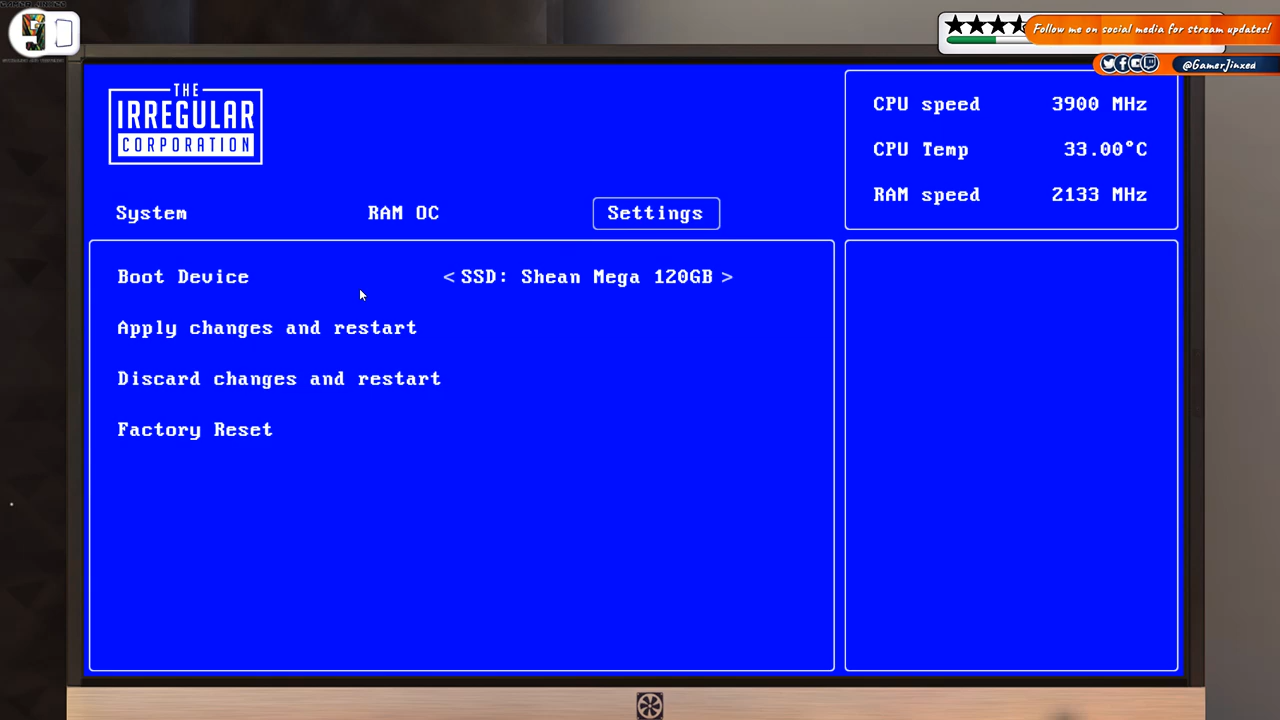 Follow me on social media for stream updates!
@GamerJinxed
THE
IRREGULAR
CORPORATION
CPU speed 3900 MHz
CPU Temp 33.00°C
RAM speed 2133 MHz
System RAM OC Settings
Boot Device < SSD: Shean Mega 120GB >
Apply changes and restart
Discard changes and restart
Factory Reset